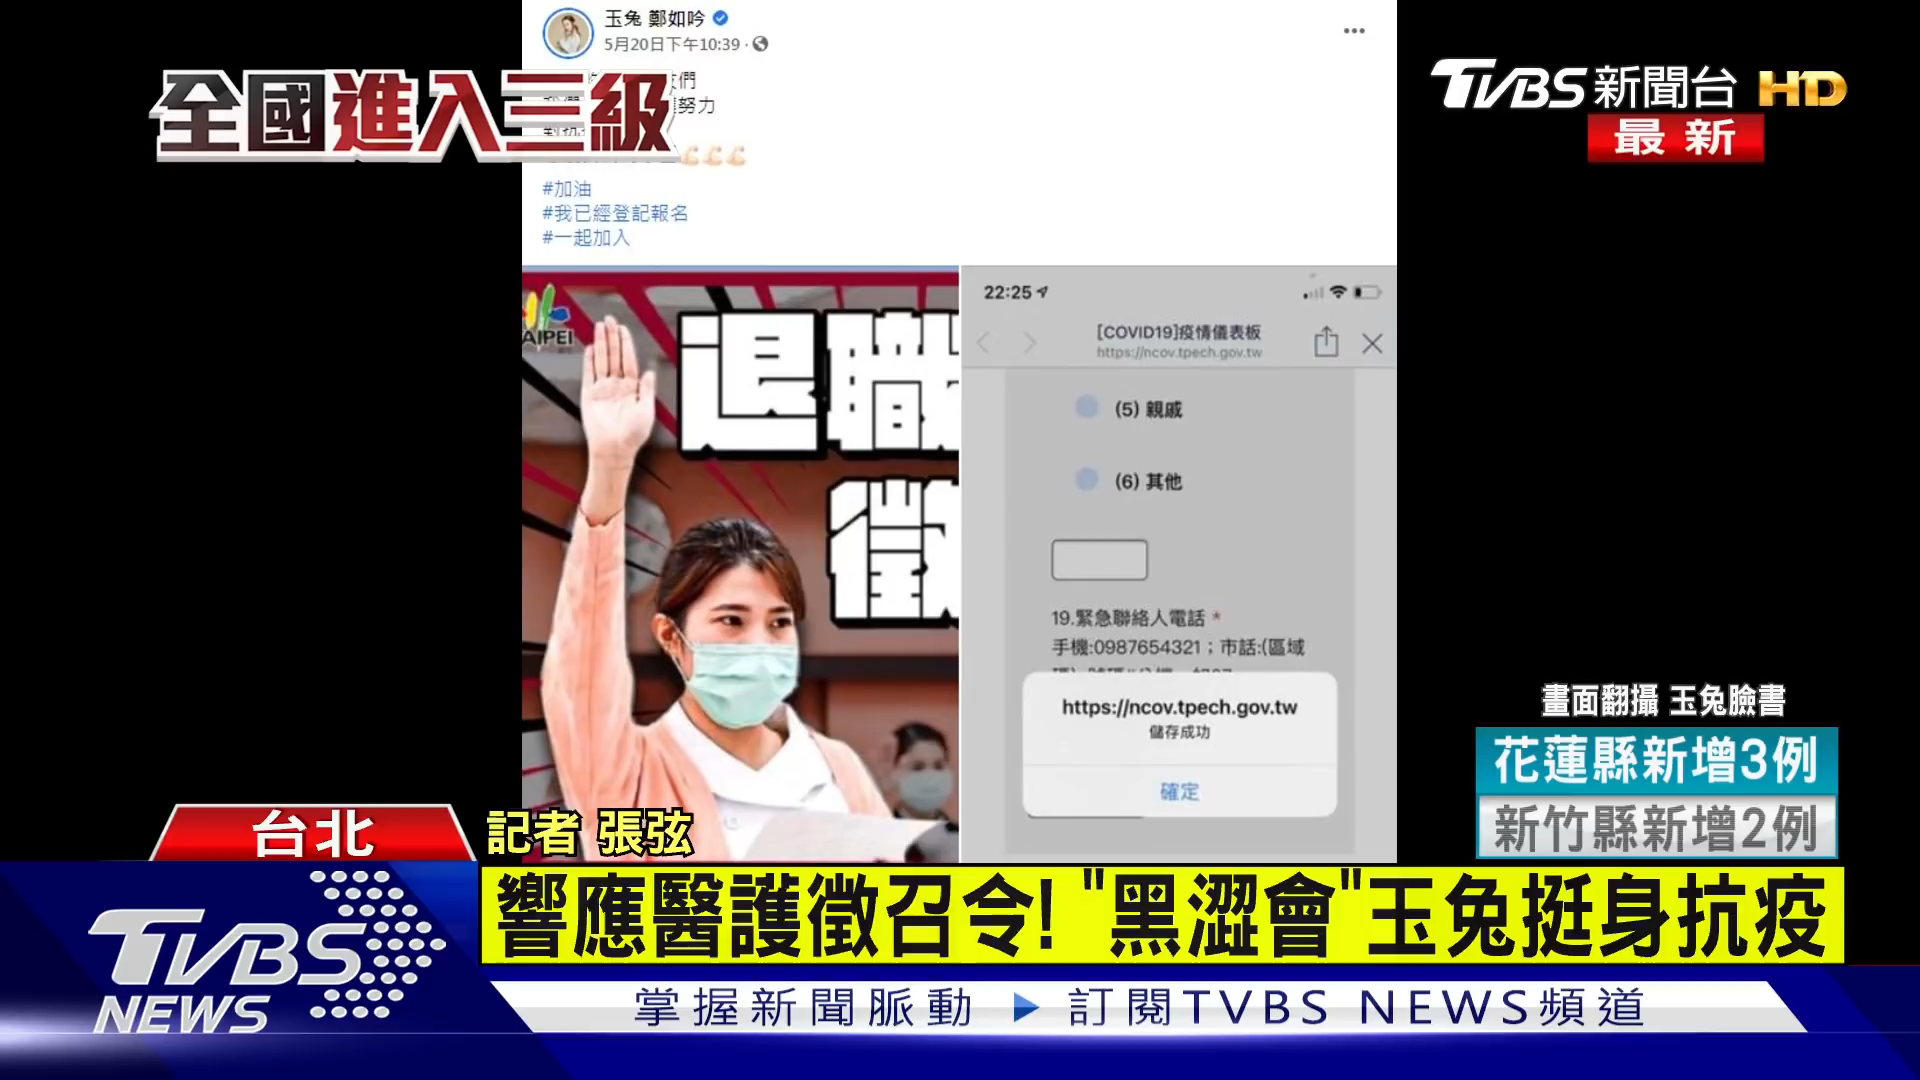 玉兔 鄭如吟
5月20日下午10:39
全國進入三級
們
努力
#加油
#我已經登記報名
#一起加入
TVBS新聞台 HD
最新
TAIPEI
退職
徵
22:25
[COVID19]疫情儀表板
https://ncov.tpech.gov.tw
(5) 親戚
(6) 其他
19.緊急聯絡人電話 *
手機:0987654321；市話:(區域
https://ncov.tpech.gov.tw
儲存成功
確定
畫面翻攝 玉兔臉書
花蓮縣新增3例
新竹縣新增2例
台北
記者 張弦
響應醫護徵召令! "黑澀會"玉兔挺身抗疫
TVBS NEWS
掌握新聞脈動 ▶ 訂閱TVBS NEWS頻道